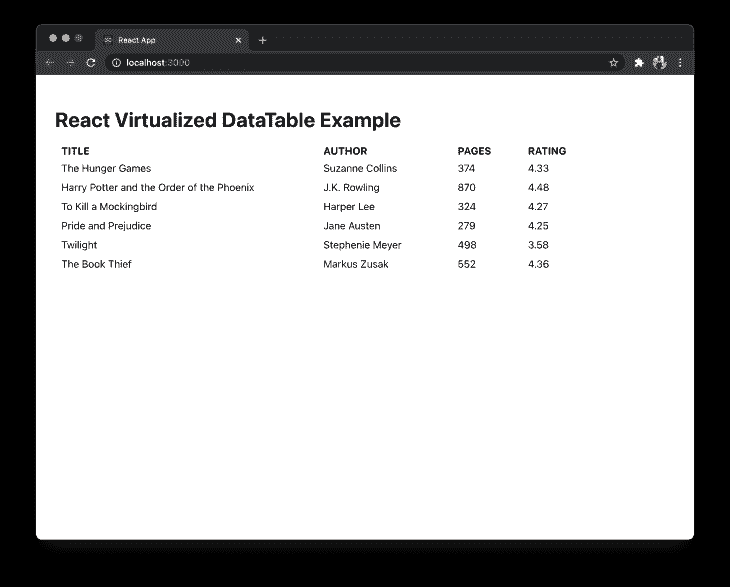 React App
localhost:3000
React Virtualized DataTable Example
TITLE AUTHOR PAGES RATING
The Hunger Games Suzanne Collins 374 4.33
Harry Potter and the Order of the Phoenix J.K. Rowling 870 4.48
To Kill a Mockingbird Harper Lee 324 4.27
Pride and Prejudice Jane Austen 279 4.25
Twilight Stephenie Meyer 498 3.58
The Book Thief Markus Zusak 552 4.36